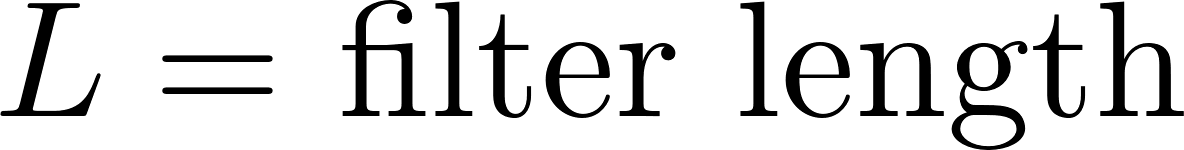 L = filter length